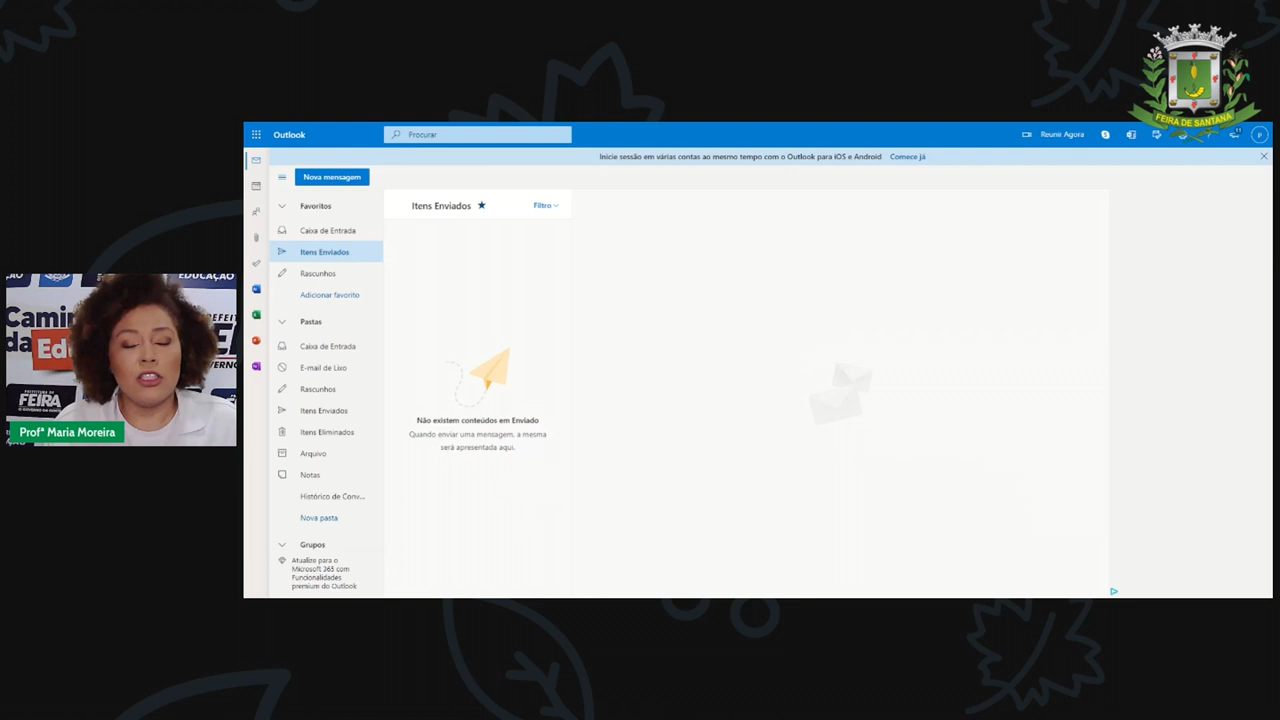 FEIRA DE SANTANA
Outlook
Procurar
Reunir Agora
P
Inicie sessão em várias contas ao mesmo tempo com o Outlook para iOS e Android Comece já
Nova mensagem
Favoritos
Caixa de Entrada
Itens Enviados
Rascunhos
Adicionar favorito
Pastas
Caixa de Entrada
E-mail de Lixo
Rascunhos
Itens Enviados
Itens Eliminados
Arquivo
Notas
Histórico de Conv...
Nova pasta
Grupos
Atualize para o
Microsoft 365 com
Funcionalidades
premium do Outlook
Itens Enviados ★
Filtro
Não existem conteúdos em Enviado
Quando enviar uma mensagem, a mesma
será apresentada aqui.
EDUCAÇÃO
Cami
da
Ed
FEIRA
Profª Maria Moreira